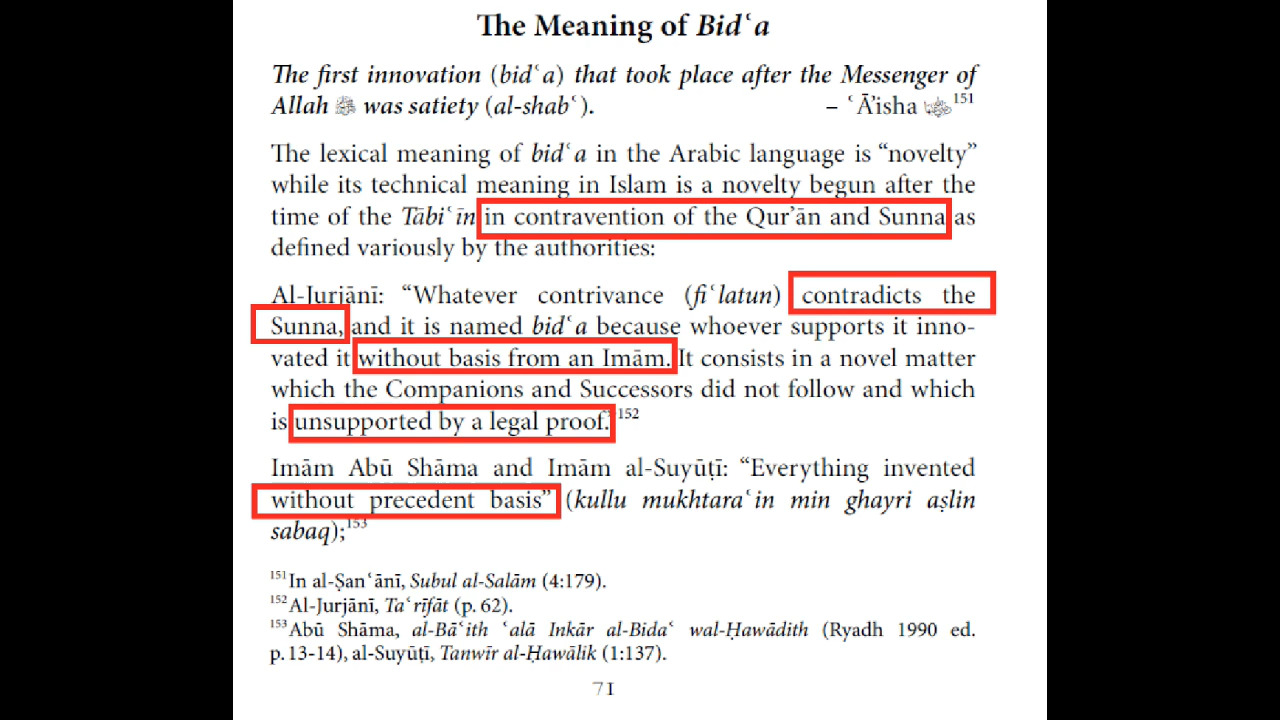 The Meaning of Bidʿa
The first innovation (bidʿa) that took place after the Messenger of
Allah ﷺ was satiety (al-shabʿ). – ʿĀ’isha 151
The lexical meaning of bidʿa in the Arabic language is “novelty”
while its technical meaning in Islam is a novelty begun after the
time of the Tābiʿīn in contravention of the Qur’ān and Sunna as
defined variously by the authorities:
Al-Jurjānī: “Whatever contrivance (fiʿlatun) contradicts the
Sunna, and it is named bidʿa because whoever supports it inno-
vated it without basis from an Imām. It consists in a novel matter
which the Companions and Successors did not follow and which
is unsupported by a legal proof.”152
Imām Abū Shāma and Imām al-Suyūṭī: “Everything invented
without precedent basis” (kullu mukhtaraʿin min ghayri aṣlin
sabaq);153
151In al-Ṣanʿānī, Subul al-Salām (4:179).
152Al-Jurjānī, Taʿrīfāt (p. 62).
153Abū Shāma, al-Bāʿith ʿalā Inkār al-Bidaʿ wal-Ḥawādith (Ryadh 1990 ed.
p. 13-14), al-Suyūṭī, Tanwīr al-Ḥawālik (1:137).
71